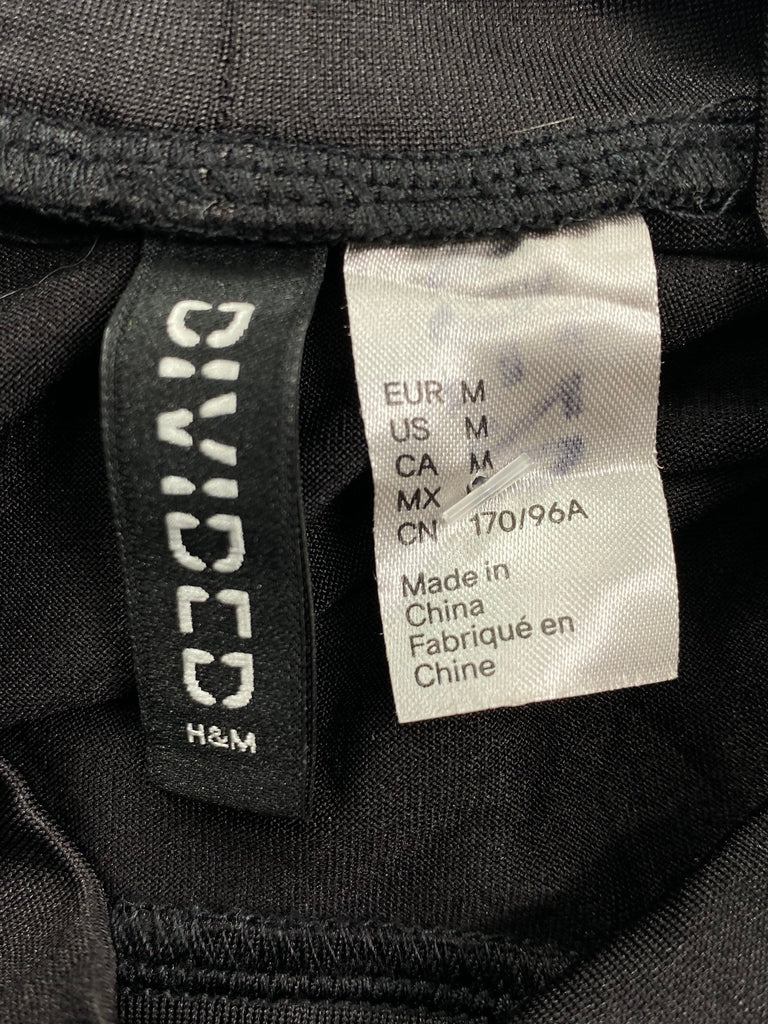 DIVIDED
H&M
EUR M
US M
CA M
MX
CN 170/96A
Made in
China
Fabriqué en
Chine